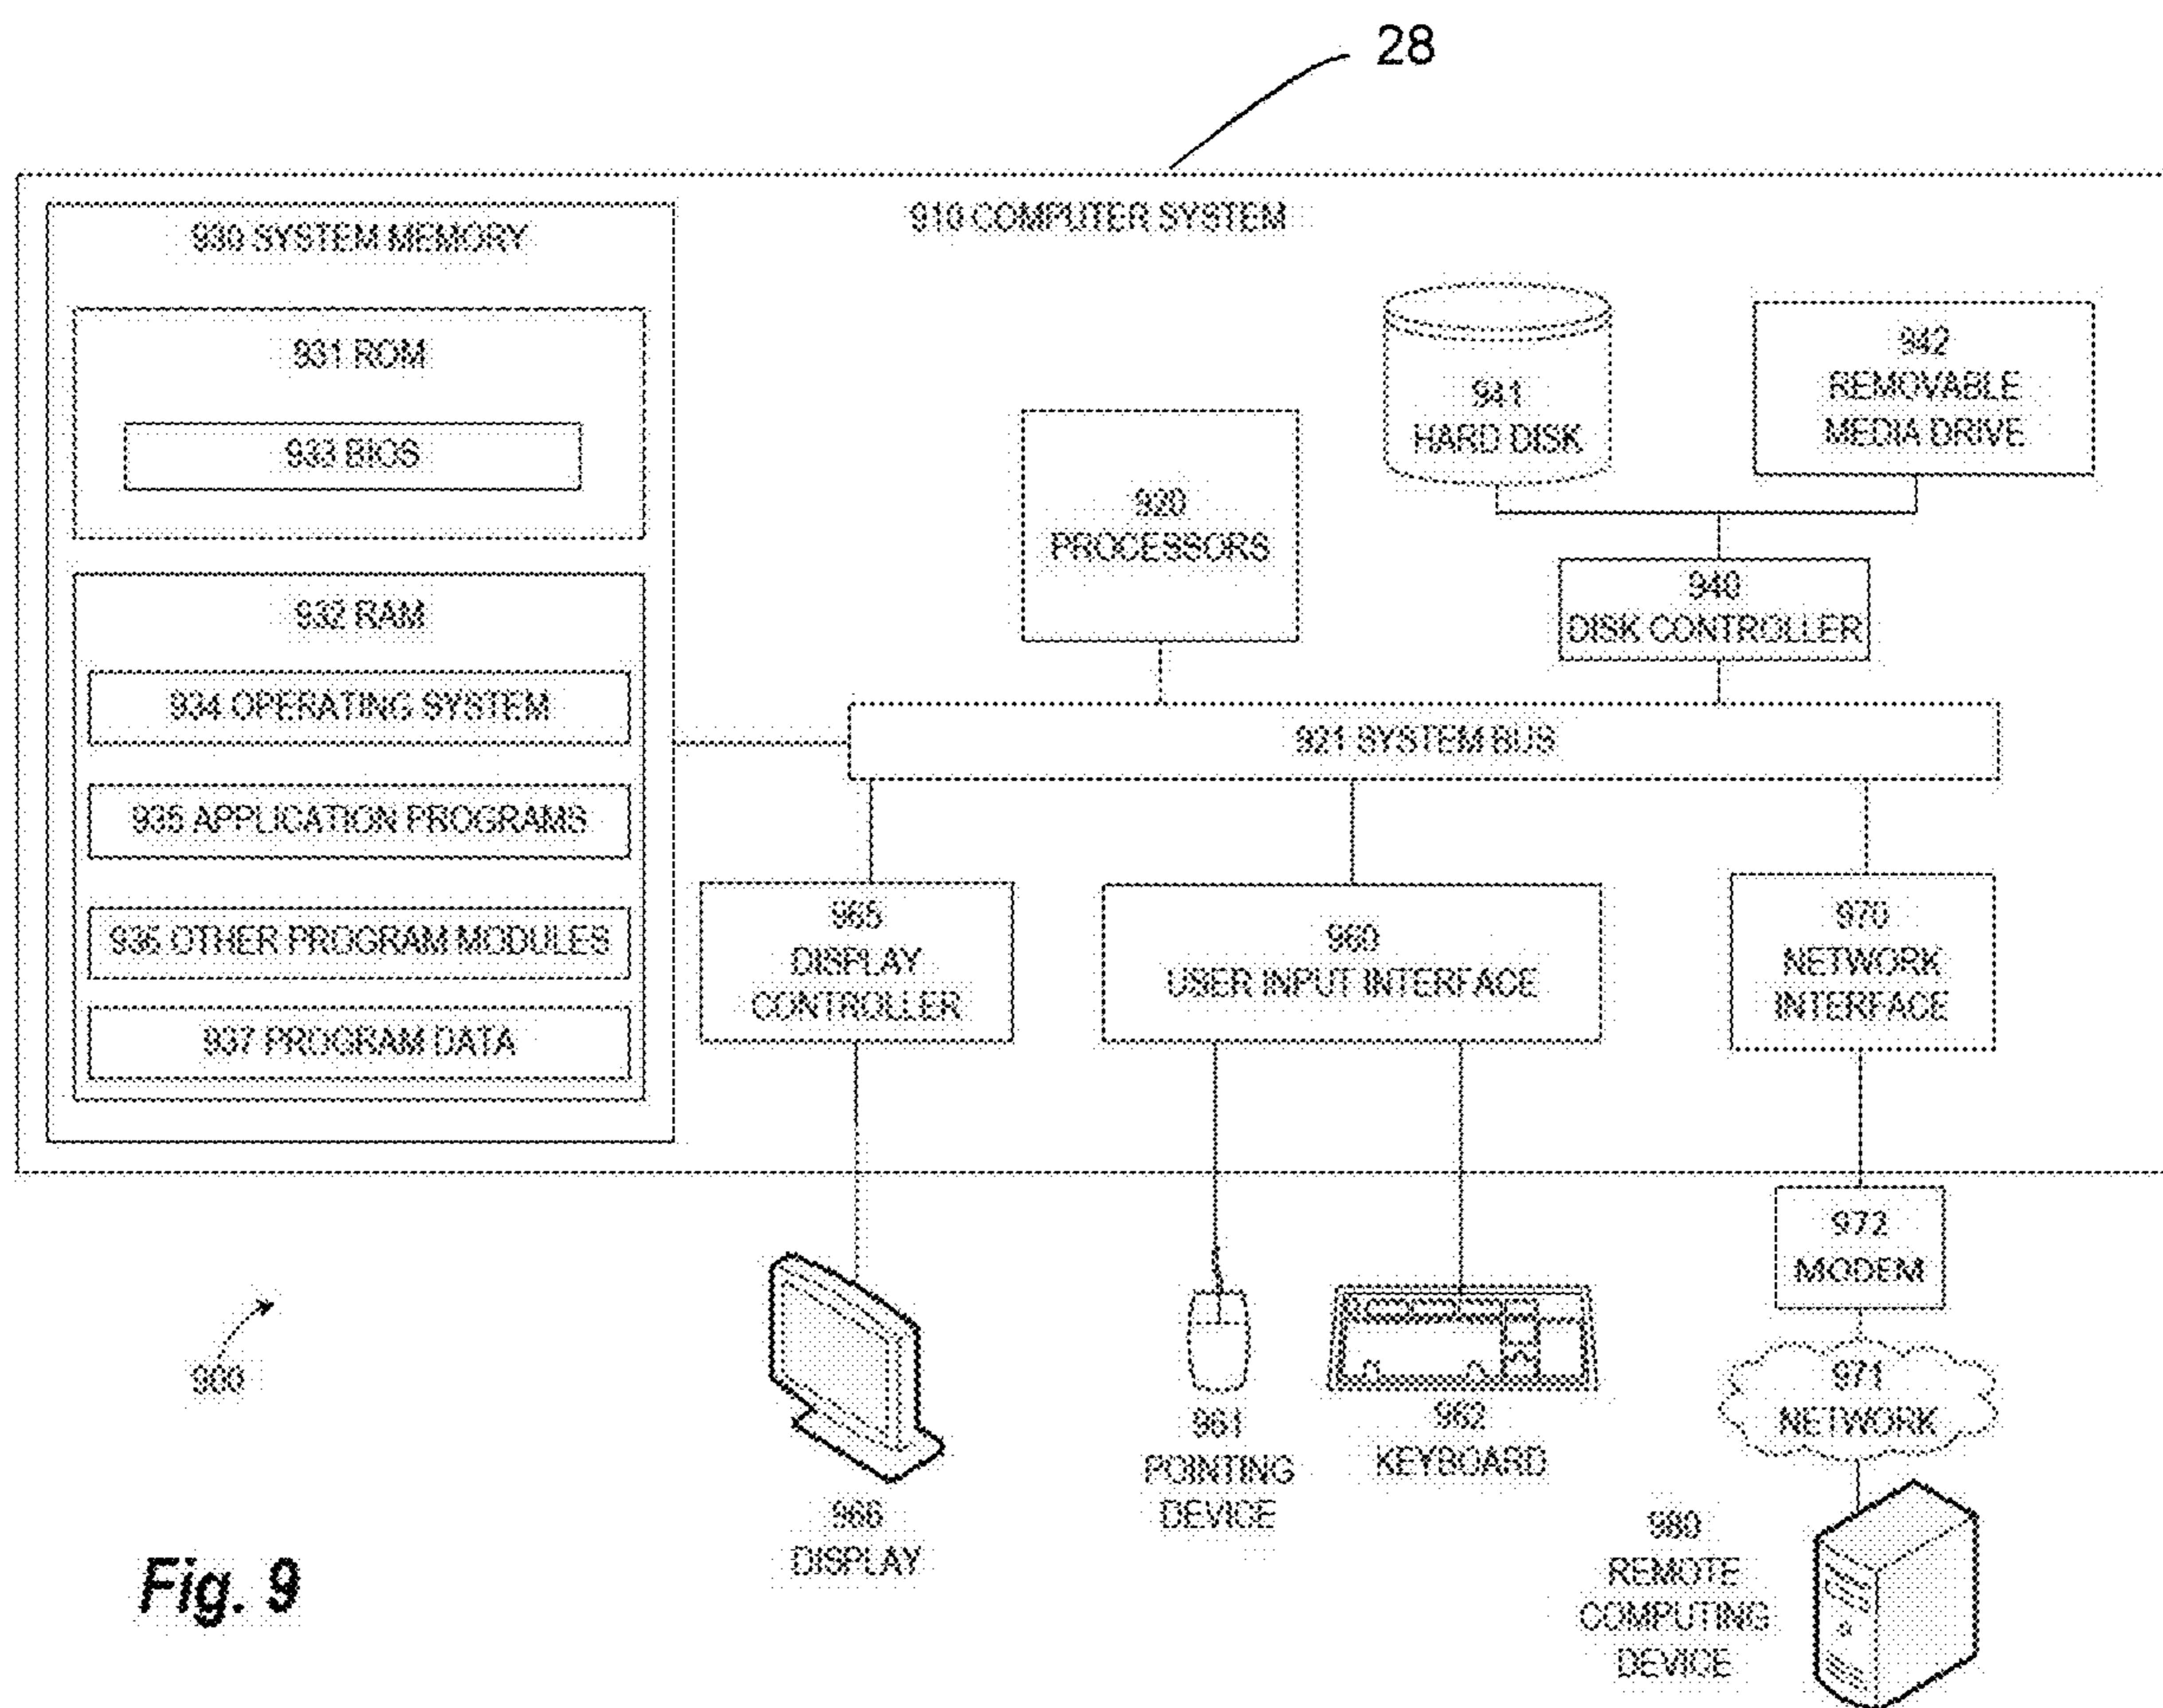 28
910 COMPUTER SYSTEM
930 SYSTEM MEMORY
931 ROM
933 BIOS
932 RAM
934 OPERATING SYSTEM
935 APPLICATION PROGRAMS
936 OTHER PROGRAM MODULES
937 PROGRAM DATA
920
PROCESSORS
941
HARD DISK
942
REMOVABLE
MEDIA DRIVE
940
DISK CONTROLLER
921 SYSTEM BUS
965
DISPLAY
CONTROLLER
960
USER INPUT INTERFACE
970
NETWORK
INTERFACE
972
MODEM
971
NETWORK
900
966
DISPLAY
961
POINTING
DEVICE
962
KEYBOARD
980
REMOTE
COMPUTING
DEVICE
Fig. 9